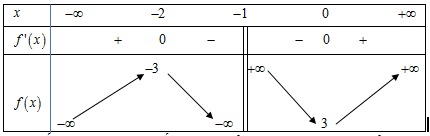 x −∞ −2 −1 0 +∞
f'(x) + 0 − − 0 +
−3 +∞ +∞
f(x)
−∞ −∞ 3